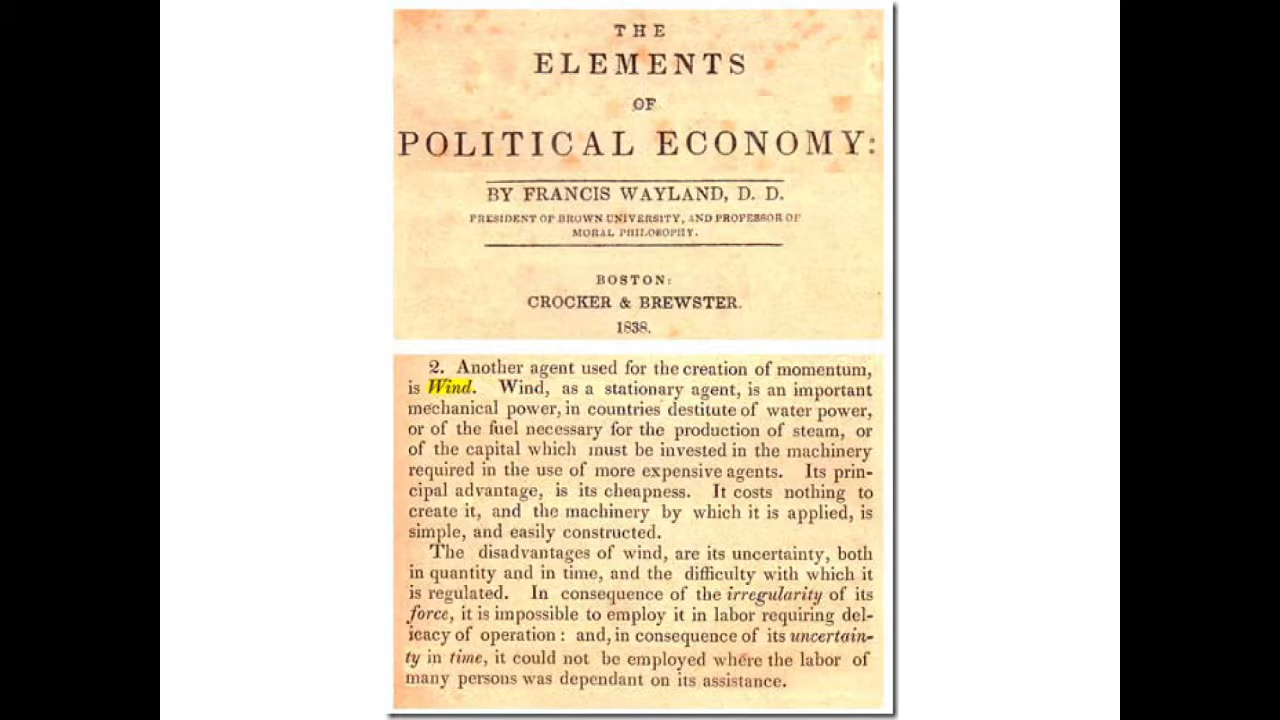 THE
ELEMENTS
OF
POLITICAL ECONOMY:
BY FRANCIS WAYLAND, D. D.
PRESIDENT OF BROWN UNIVERSITY, AND PROFESSOR OF
MORAL PHILOSOPHY.
BOSTON:
CROCKER & BREWSTER.
1838.
2. Another agent used for the creation of momentum,
is Wind. Wind, as a stationary agent, is an important
mechanical power, in countries destitute of water power,
or of the fuel necessary for the production of steam, or
of the capital which must be invested in the machinery
required in the use of more expensive agents. Its prin-
cipal advantage, is its cheapness. It costs nothing to
create it, and the machinery by which it is applied, is
simple, and easily constructed.
The disadvantages of wind, are its uncertainty, both
in quantity and in time, and the difficulty with which it
is regulated. In consequence of the irregularity of its
force, it is impossible to employ it in labor requiring del-
icacy of operation : and, in consequence of its uncertain-
ty in time, it could not be employed where the labor of
many persons was dependant on its assistance.